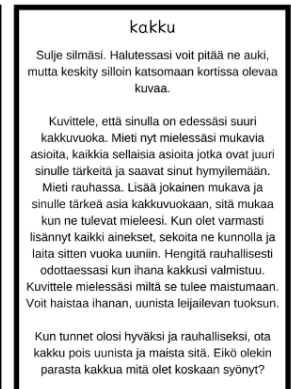 kakku
Sulje silmäsi. Halutessasi voit pitää ne auki,
mutta keskity silloin katsomaan kortissa olevaa
kuvaa.
Kuvittele, että sinulla on edessäsi suuri
kakkuvuoka. Mieti nyt mielessäsi mukavia
asioita, kaikkia sellaisia asioita jotka ovat juuri
sinulle tärkeitä ja saavat sinut hymyilemään.
Mieti rauhassa. Lisää jokainen mukava ja
sinulle tärkeä asia kakkuvuokaan, sitä mukaa
kun ne tulevat mieleesi. Kun olet varmasti
lisännyt kaikki ainekset, sekoita ne kunnolla ja
laita sitten vuoka uuniin. Hengitä rauhallisesti
odottaessasi kun ihana kakkusi valmistuu.
Kuvittele mielessäsi miltä se tulee maistumaan.
Voit haistaa ihanan, uunista leijailevan tuoksun.
Kun tunnet olosi hyväksi ja rauhalliseksi, ota
kakku pois uunista ja maista sitä. Eikö olekin
parasta kakkua mitä olet koskaan syönyt?